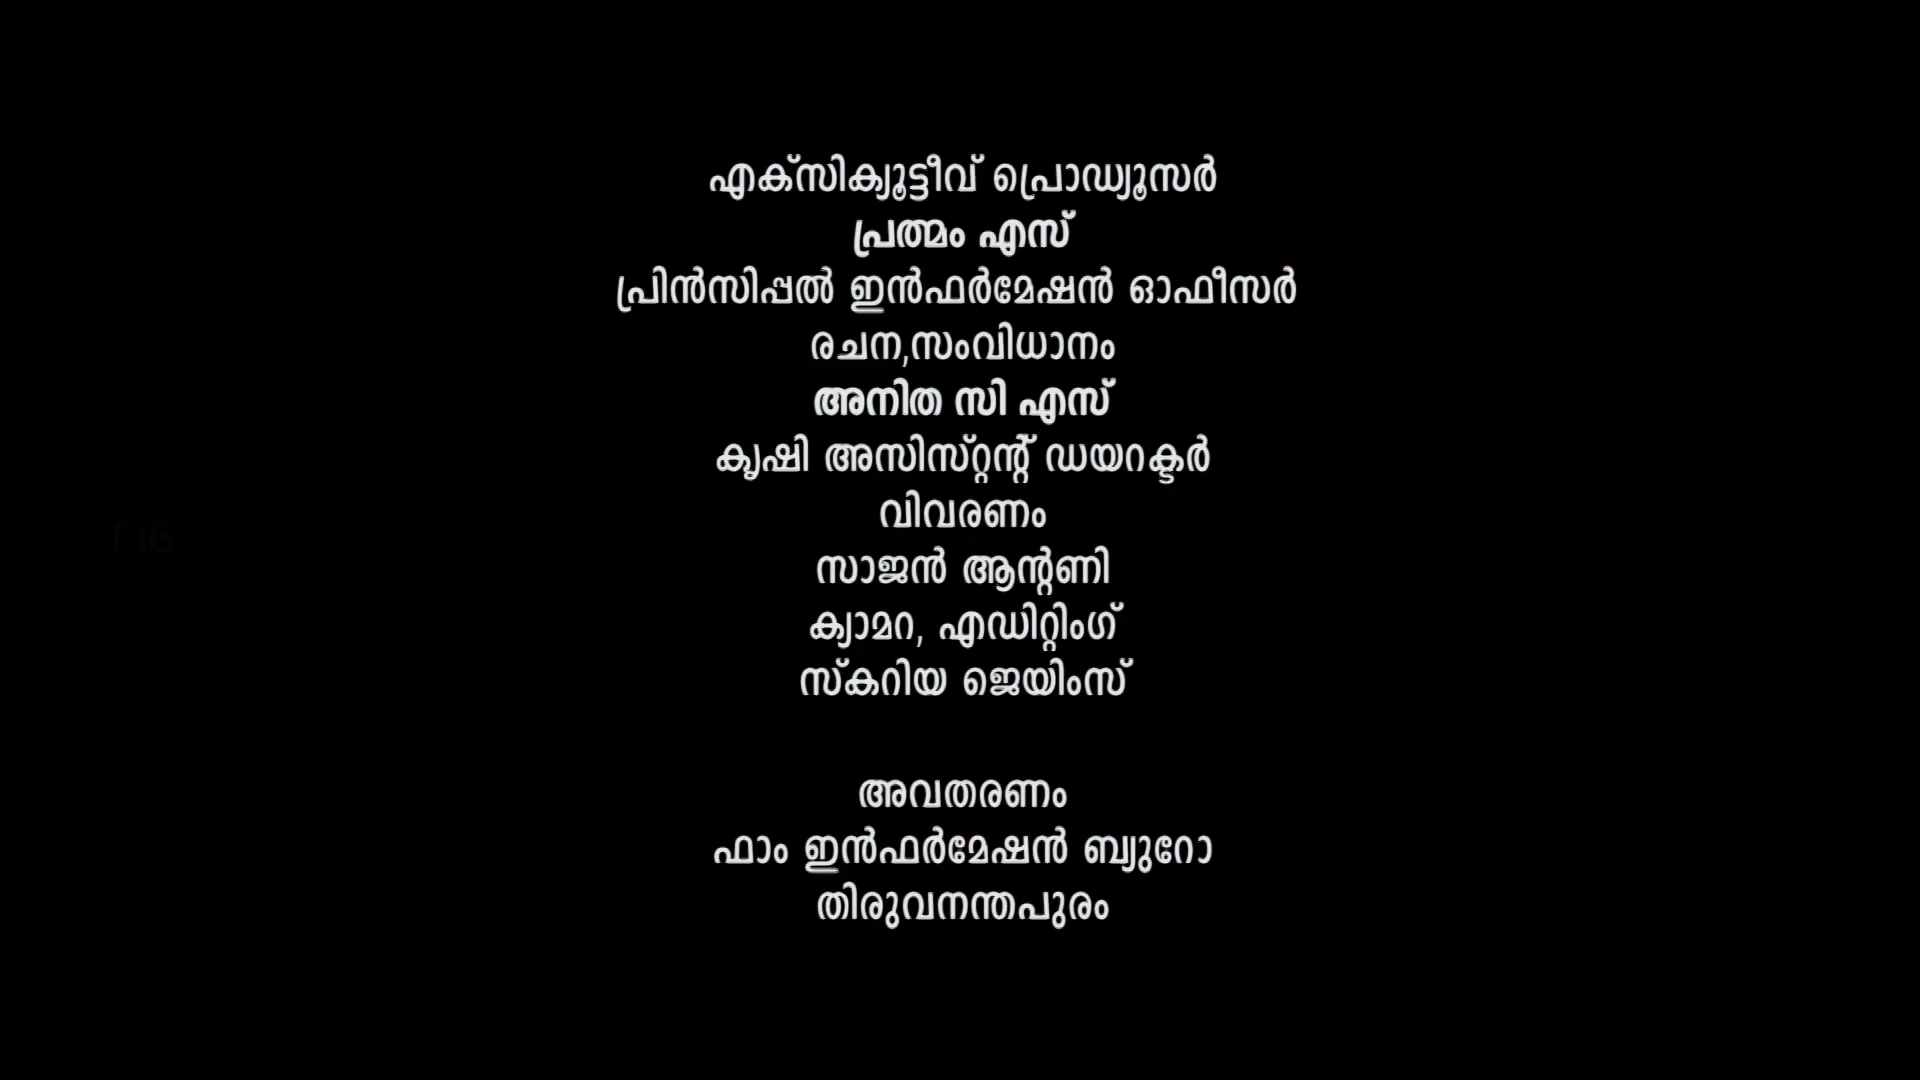 എക്സിക്യൂട്ടീവ് പ്രൊഡ്യൂസർ
പ്രത്മം എസ്
പ്രിൻസിപ്പൽ ഇൻഫർമേഷൻ ഓഫീസർ
രചന,സംവിധാനം
അനിത സി എസ്
കൃഷി അസിസ്റ്റന്റ് ഡയറക്ടർ
വിവരണം
സാജൻ ആന്റണി
ക്യാമറ, എഡിറ്റിംഗ്
സ്കറിയ ജെയിംസ്
അവതരണം
ഫാം ഇൻഫർമേഷൻ ബ്യുറോ
തിരുവനന്തപുരം
FIB